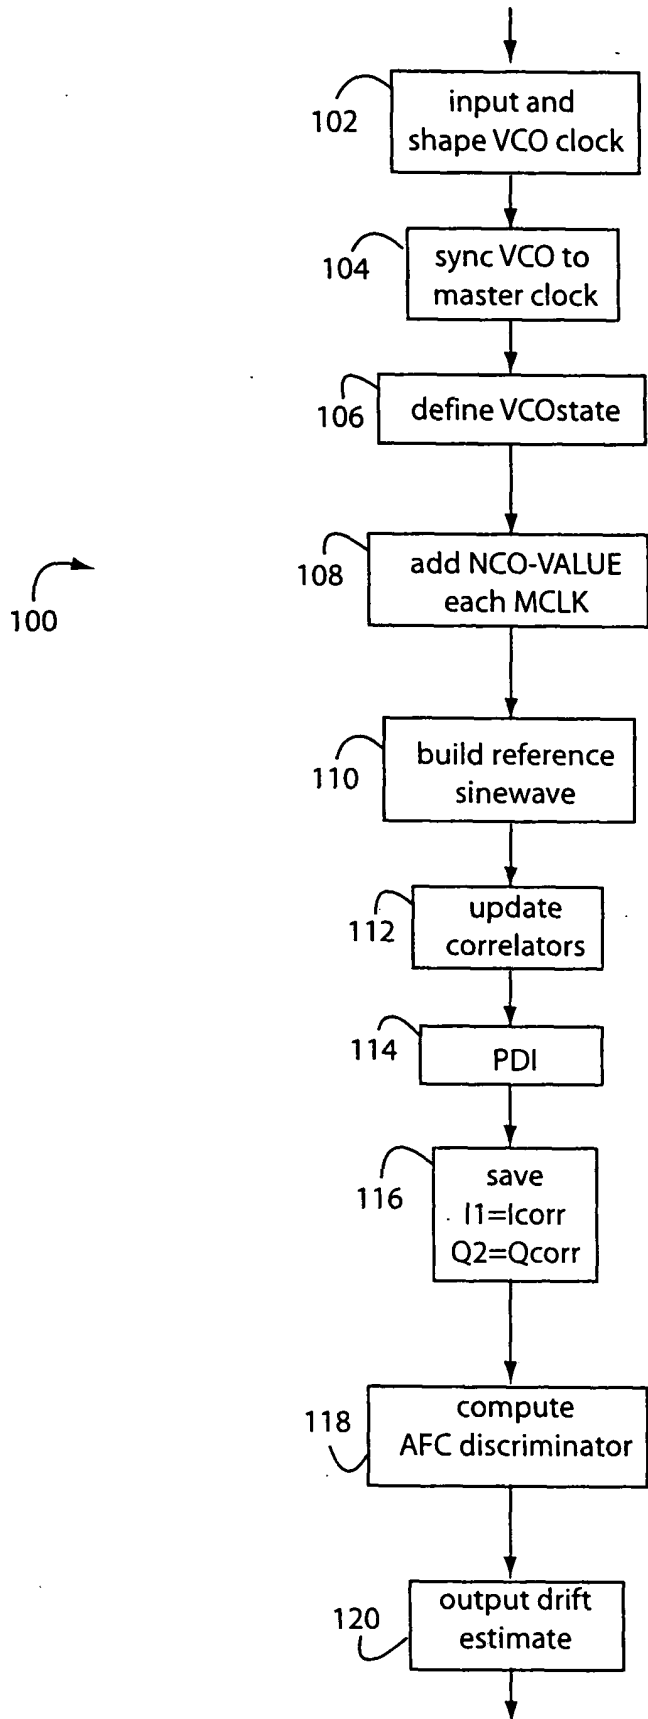 102
input and
shape VCO clock
104
sync VCO to
master clock
106
define VCOstate
100
108
add NCO-VALUE
each MCLK
110
build reference
sinewave
112
update
correlators
114
PDI
116
save
I1=Icorr
Q2=Qcorr
118
compute
AFC discriminator
120
output drift
estimate